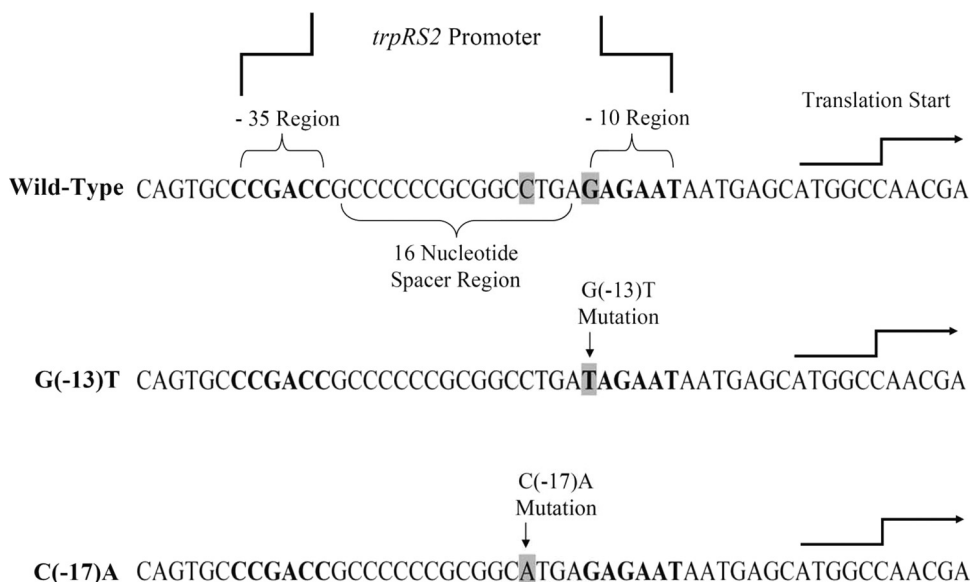 trpRS2 Promoter
Translation Start
- 35 Region
- 10 Region
Wild-Type CAGTGCCCGACCGCCCCCCGCGGCCTGAGAGAATAATGAGCATGGCCAACGA
16 Nucleotide
Spacer Region
G(-13)T
Mutation
G(-13)T CAGTGCCCGACCGCCCCCCGCGGCCTGATAGAATAATGAGCATGGCCAACGA
C(-17)A
Mutation
C(-17)A CAGTGCCCGACCGCCCCCCGCGGCATGAGAGAATAATGAGCATGGCCAACGA